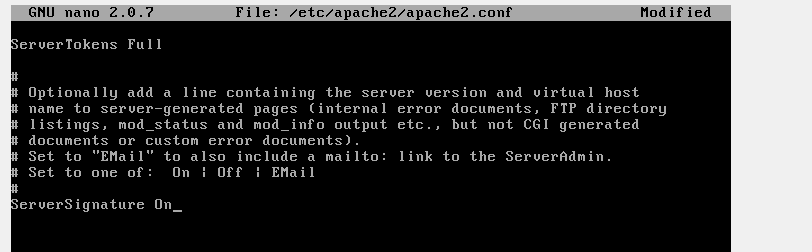 GNU nano 2.0.7 File: /etc/apache2/apache2.conf Modified
ServerTokens Full
#
# Optionally add a line containing the server version and virtual host
# name to server-generated pages (internal error documents, FTP directory
# listings, mod_status and mod_info output etc., but not CGI generated
# documents or custom error documents).
# Set to "EMail" to also include a mailto: link to the ServerAdmin.
# Set to one of:  On | Off | EMail
#
ServerSignature On_